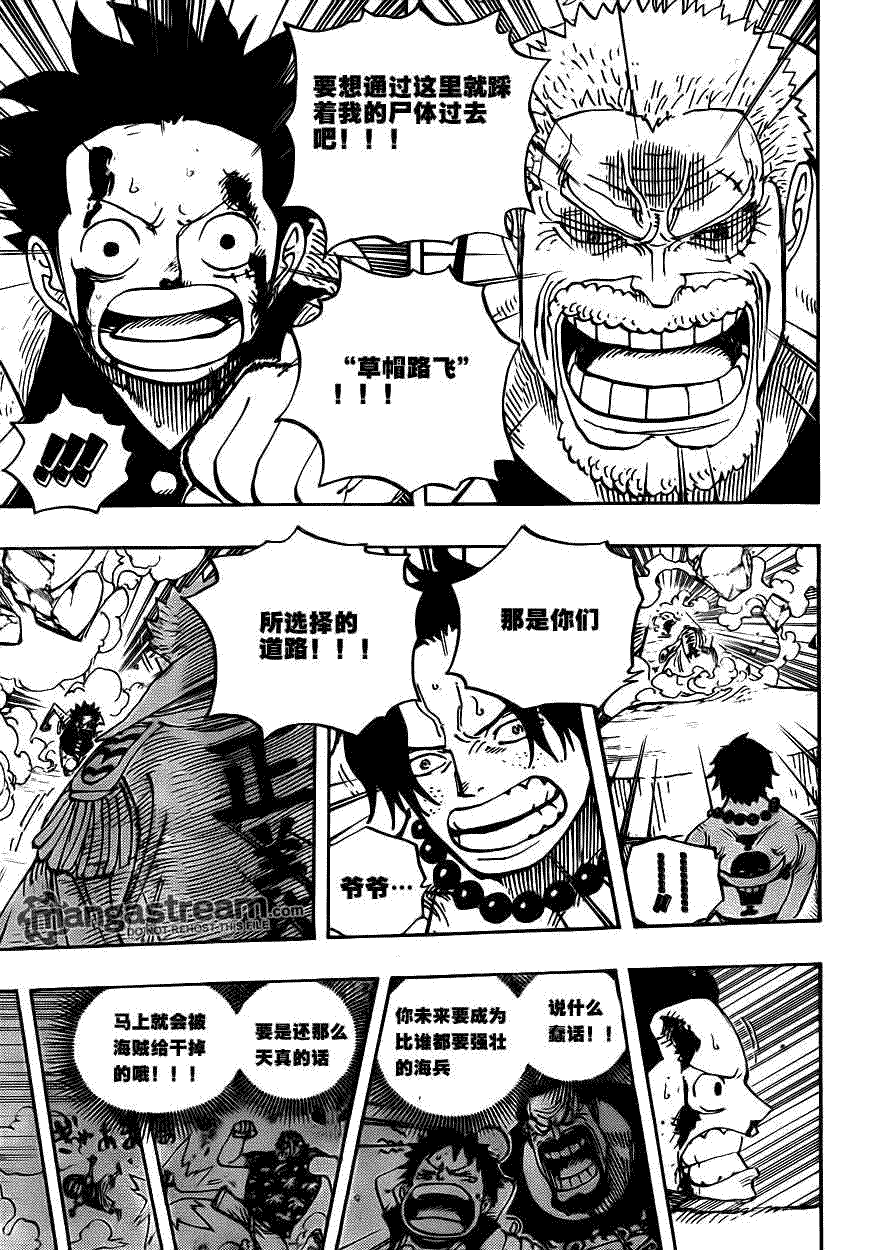 要想通过这里就踩
着我的尸体过去
吧！！！
“草帽路飞”
！！！
!!!!
那是你们
所选择的
道路！！！
爷爷…
正义
mangastream.com
DO NOT REHOST THIS FILE
说什么
蠢话！！
你未来要成为
比谁都要强壮
的海兵
要是还那么
天真的话
马上就会被
海贼给干掉
的哦！！！